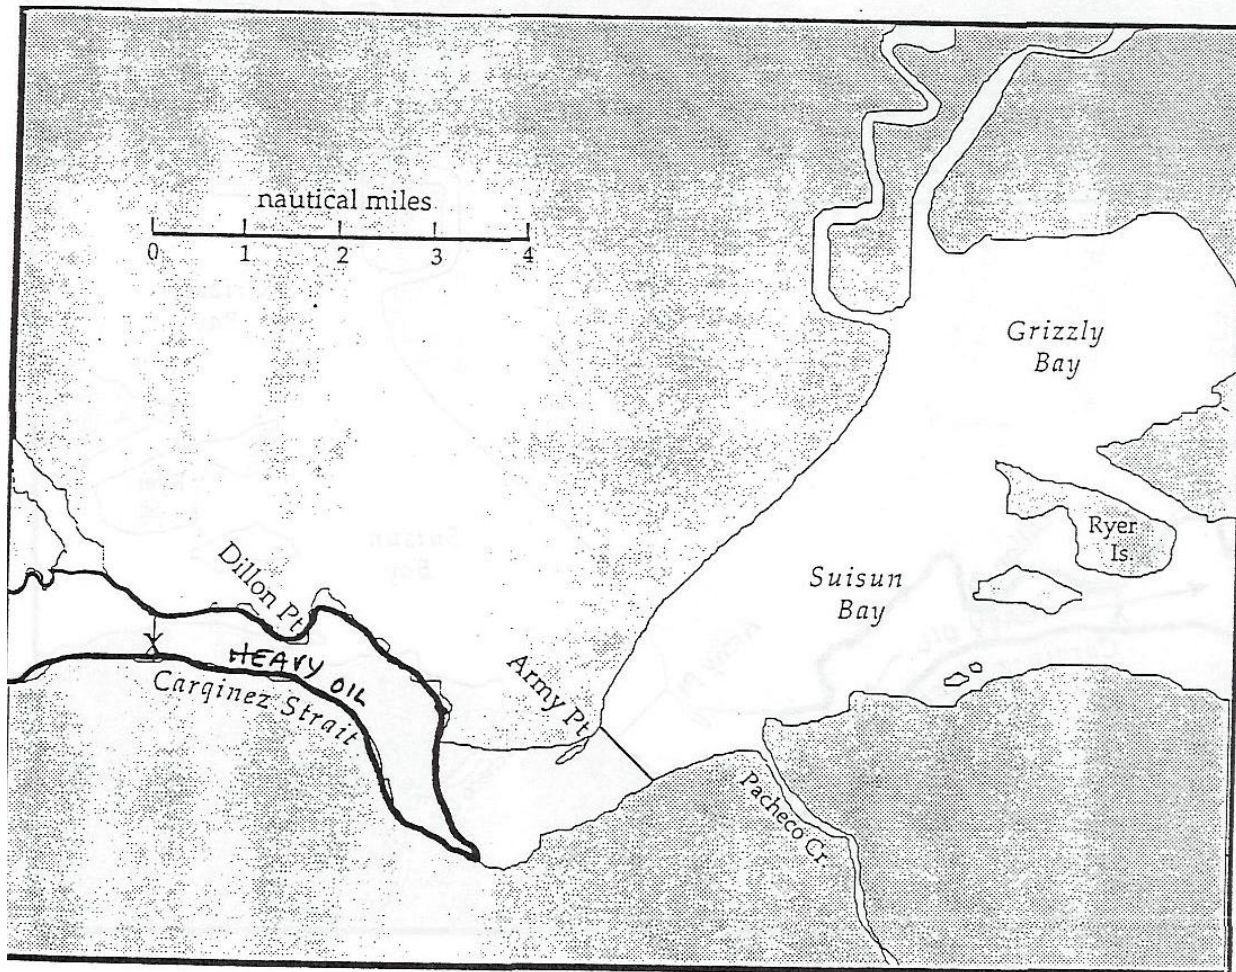 nautical miles
0 1 2 3 4
Grizzly
Bay
Ryer
Is.
Suisun
Bay
Dillon Pt
X
HEAVY OIL
Carqinez Strait
Army Pt
Pacheco Cr.